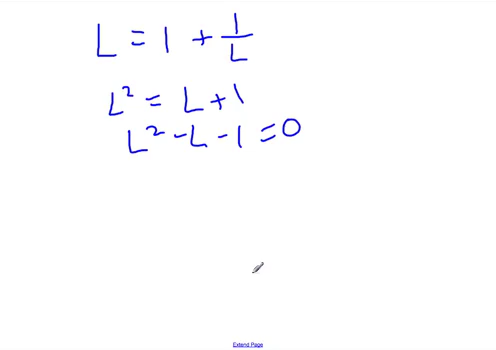 L = 1 + 1/L
L² = L + 1
L² - L - 1 = 0
Extend Page